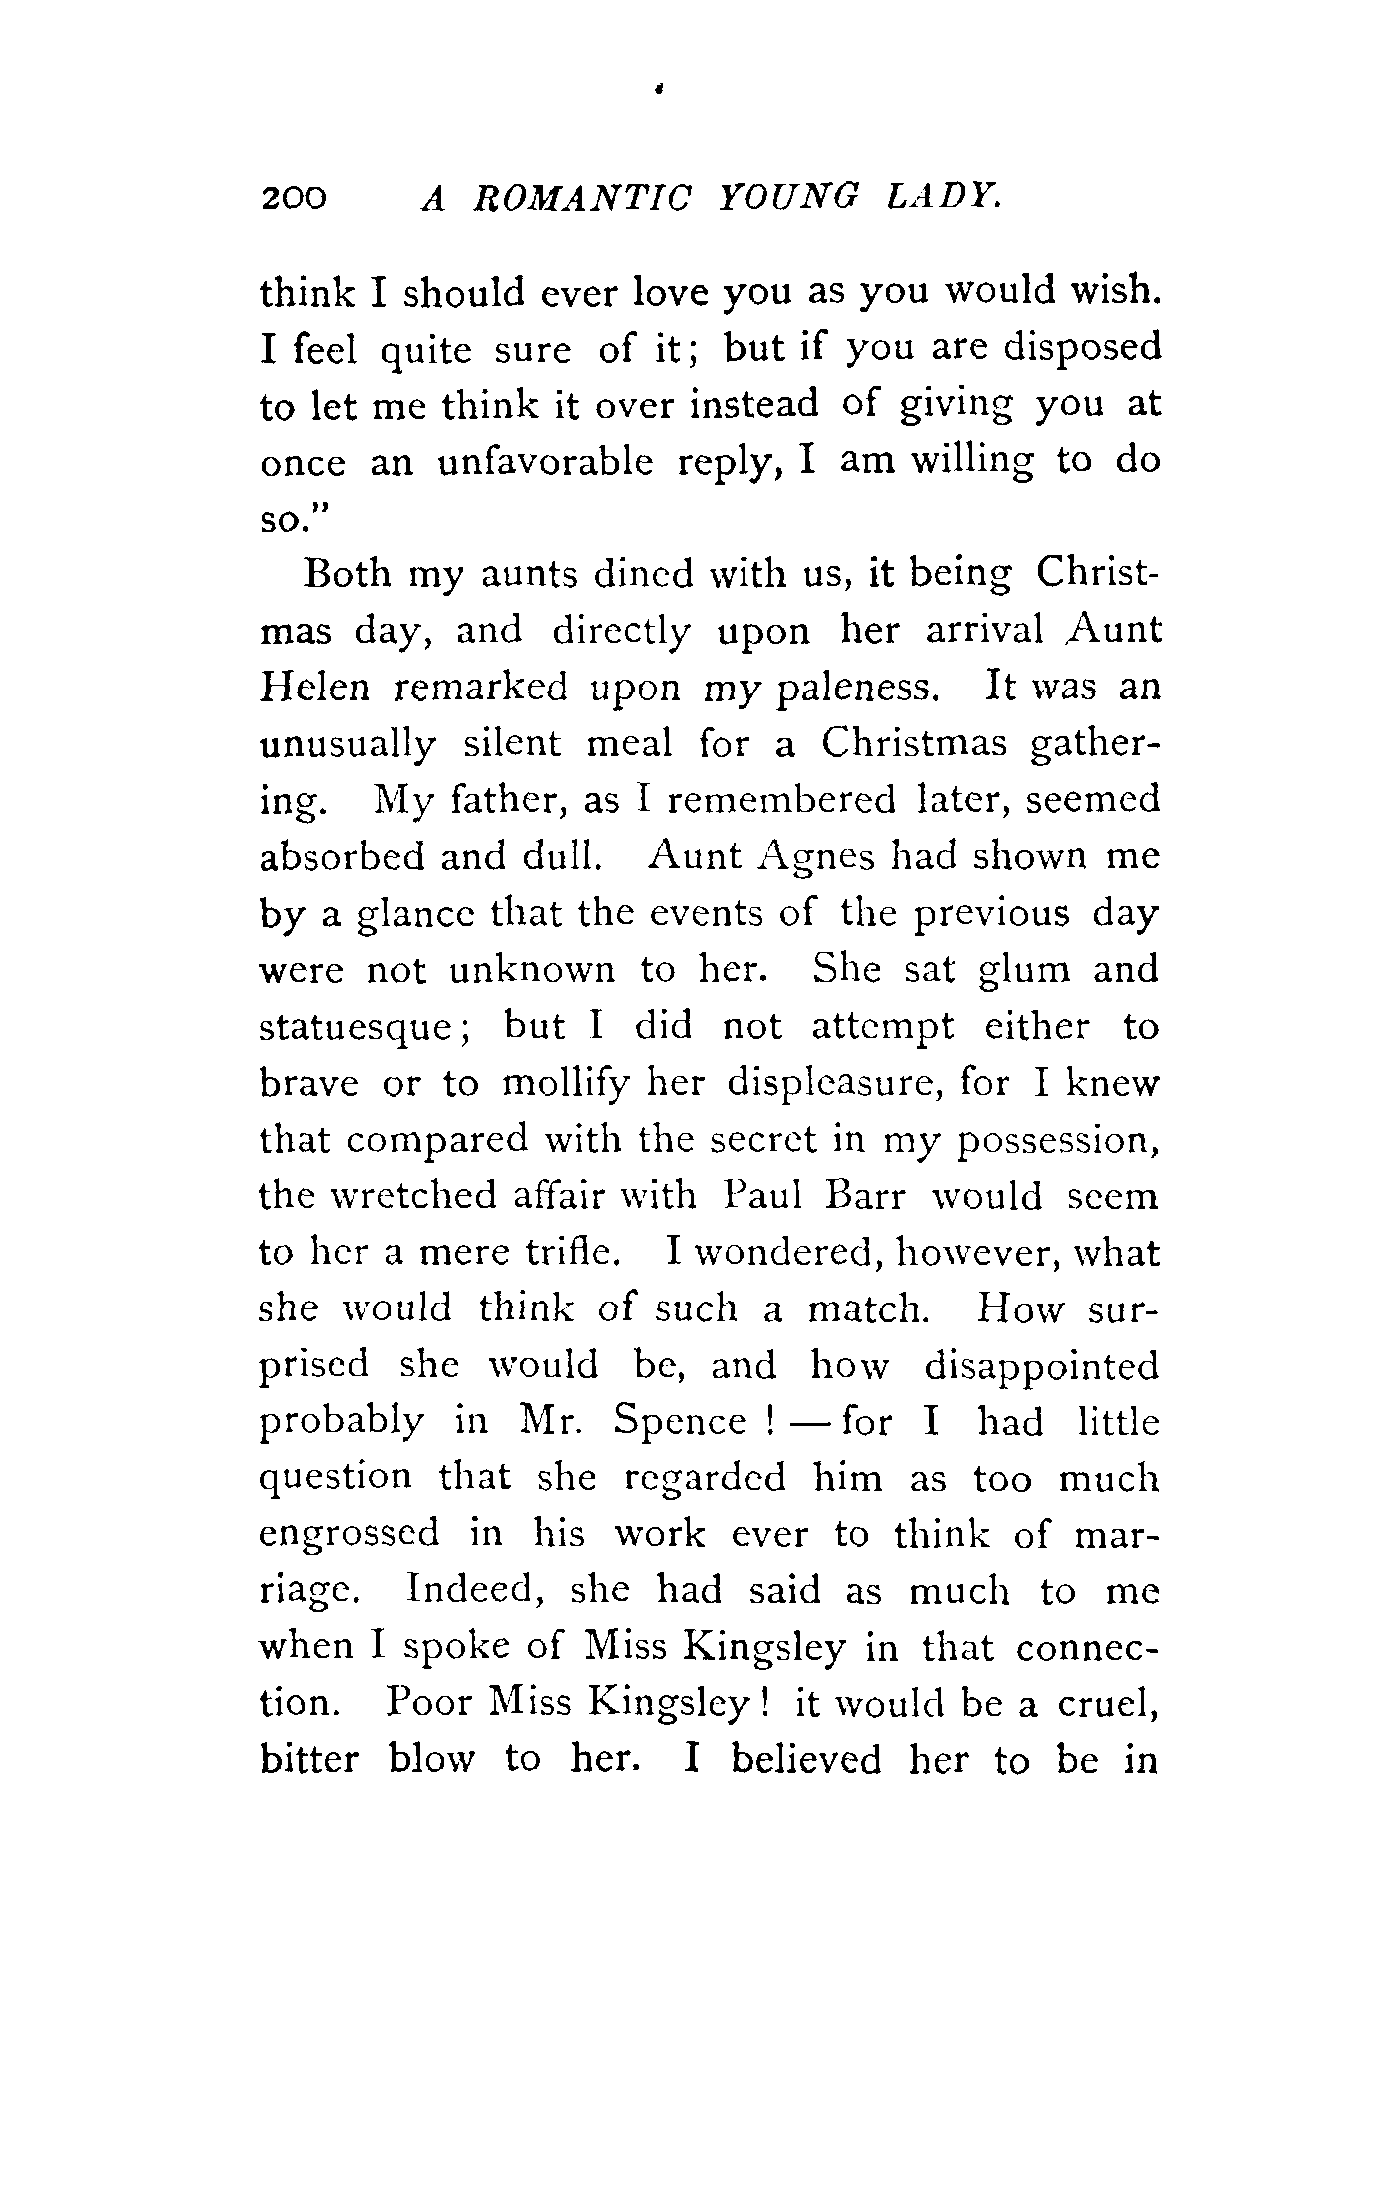 200 A ROMANTIC YOUNG LADY.
think I should ever love you as you would wish.
I feel quite sure of it; but if you are disposed
to let me think it over instead of giving you at
once an unfavorable reply, I am willing to do
so."
Both my aunts dined with us, it being Christ-
mas day, and directly upon her arrival Aunt
Helen remarked upon my paleness. It was an
unusually silent meal for a Christmas gather-
ing. My father, as I remembered later, seemed
absorbed and dull. Aunt Agnes had shown me
by a glance that the events of the previous day
were not unknown to her. She sat glum and
statuesque; but I did not attempt either to
brave or to mollify her displeasure, for I knew
that compared with the secret in my possession,
the wretched affair with Paul Barr would seem
to her a mere trifle. I wondered, however, what
she would think of such a match. How sur-
prised she would be, and how disappointed
probably in Mr. Spence! — for I had little
question that she regarded him as too much
engrossed in his work ever to think of mar-
riage. Indeed, she had said as much to me
when I spoke of Miss Kingsley in that connec-
tion. Poor Miss Kingsley! it would be a cruel,
bitter blow to her. I believed her to be in